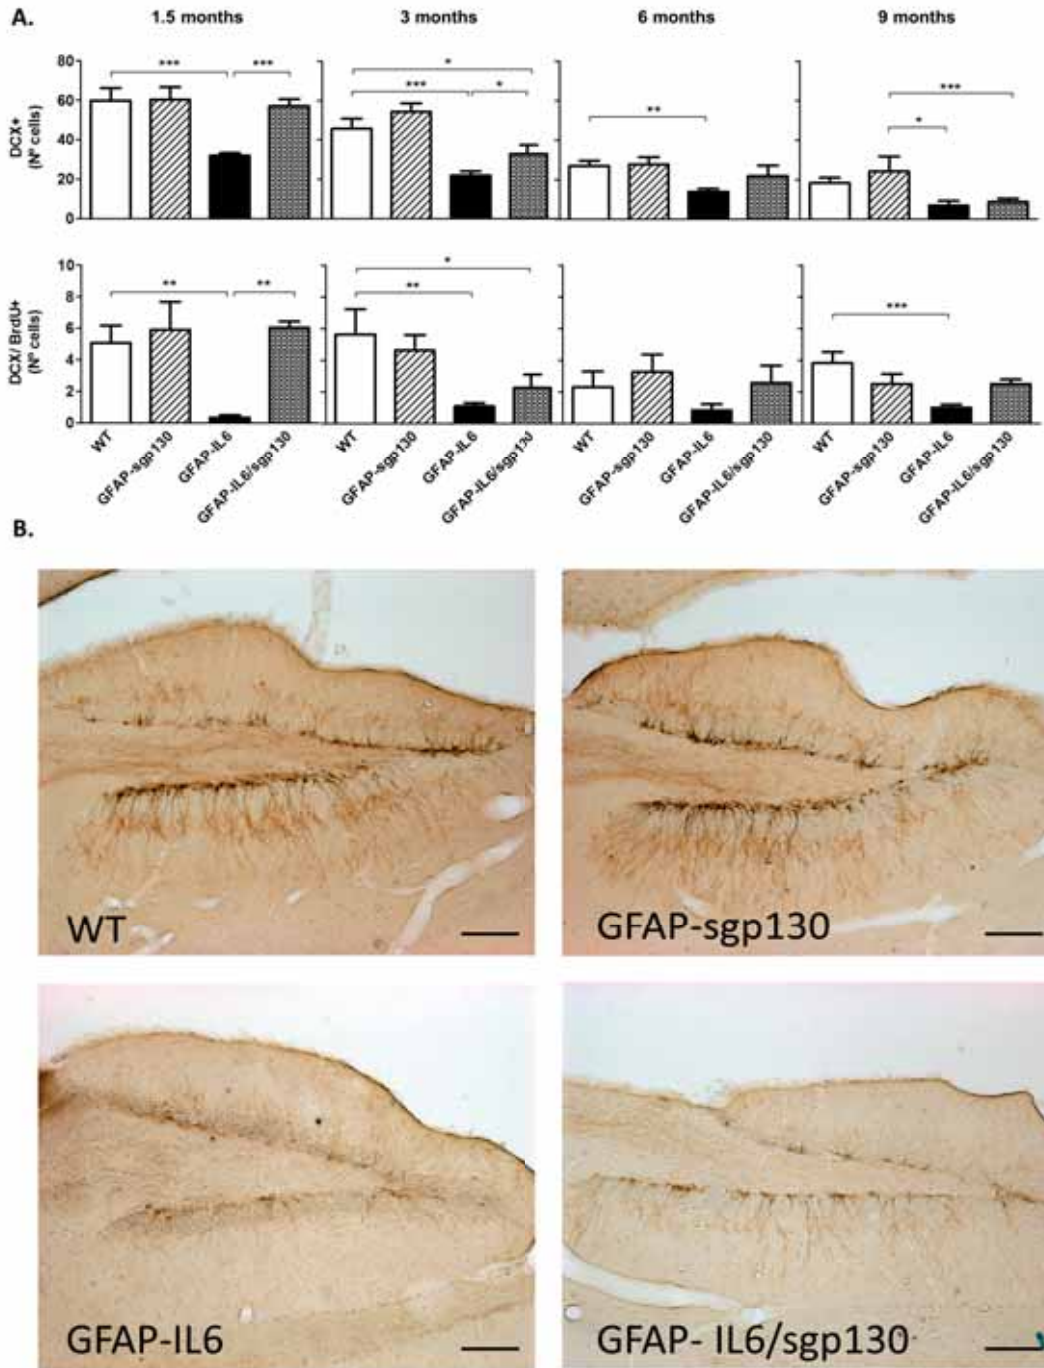 A.
1.5 months
3 months
6 months
9 months
DCX+
(Nº cells)
80
60
40
20
0
***
***
*
***
*
**
***
*
DCX/ BrdU+
(Nº cells)
10
8
6
4
2
0
**
**
*
**
***
WT
GFAP-sgp130
GFAP-IL6
GFAP-IL6/sgp130
WT
GFAP-sgp130
GFAP-IL6
GFAP-IL6/sgp130
WT
GFAP-sgp130
GFAP-IL6
GFAP-IL6/sgp130
WT
GFAP-sgp130
GFAP-IL6
GFAP-IL6/sgp130
B.
WT
GFAP-sgp130
GFAP-IL6
GFAP- IL6/sgp130